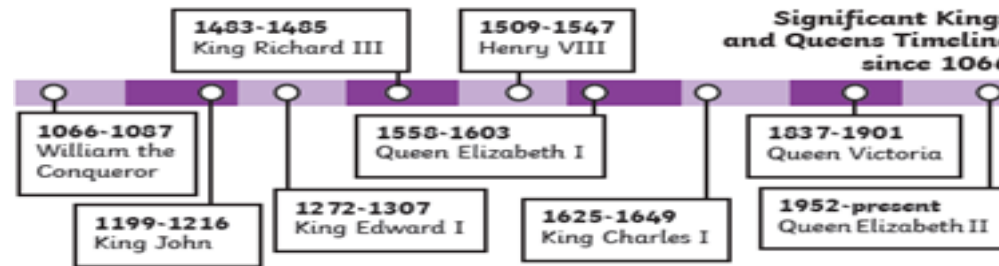 1483-1485
King Richard III
1509-1547
Henry VIII
Significant King
and Queens Timeline
since 1066
1066-1087
William the
Conqueror
1558-1603
Queen Elizabeth I
1837-1901
Queen Victoria
1199-1216
King John
1272-1307
King Edward I
1625-1649
King Charles I
1952-present
Queen Elizabeth II